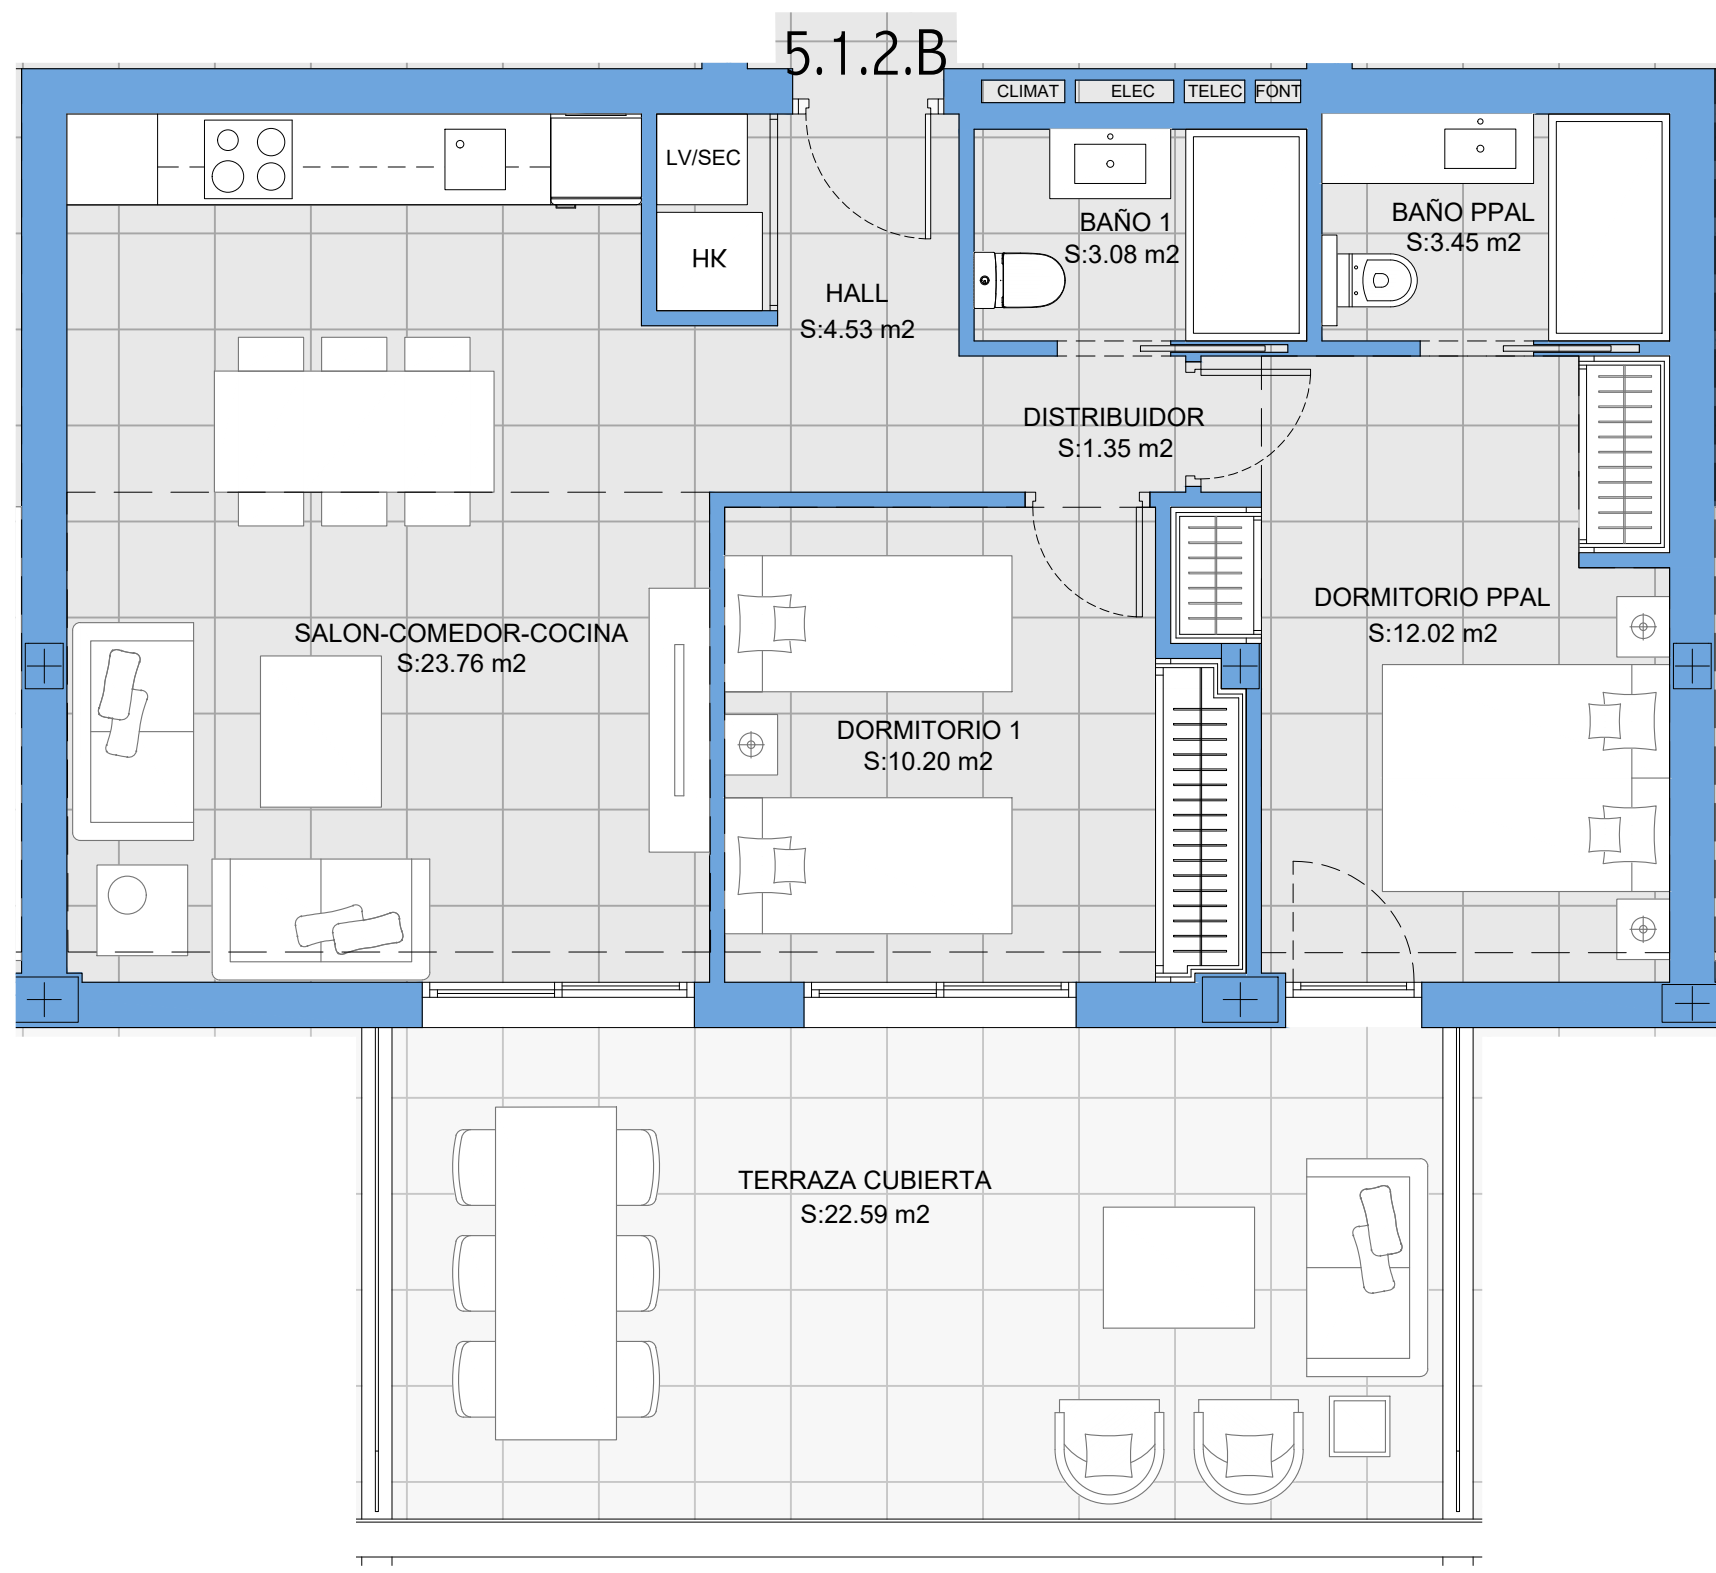 5.1.2.B
CLIMAT
ELEC
TELEC
FONT
LV/SEC
HK
HALL
S:4.53 m2
BAÑO 1
S:3.08 m2
BAÑO PPAL
S:3.45 m2
DISTRIBUIDOR
S:1.35 m2
SALON-COMEDOR-COCINA
S:23.76 m2
DORMITORIO 1
S:10.20 m2
DORMITORIO PPAL
S:12.02 m2
TERRAZA CUBIERTA
S:22.59 m2